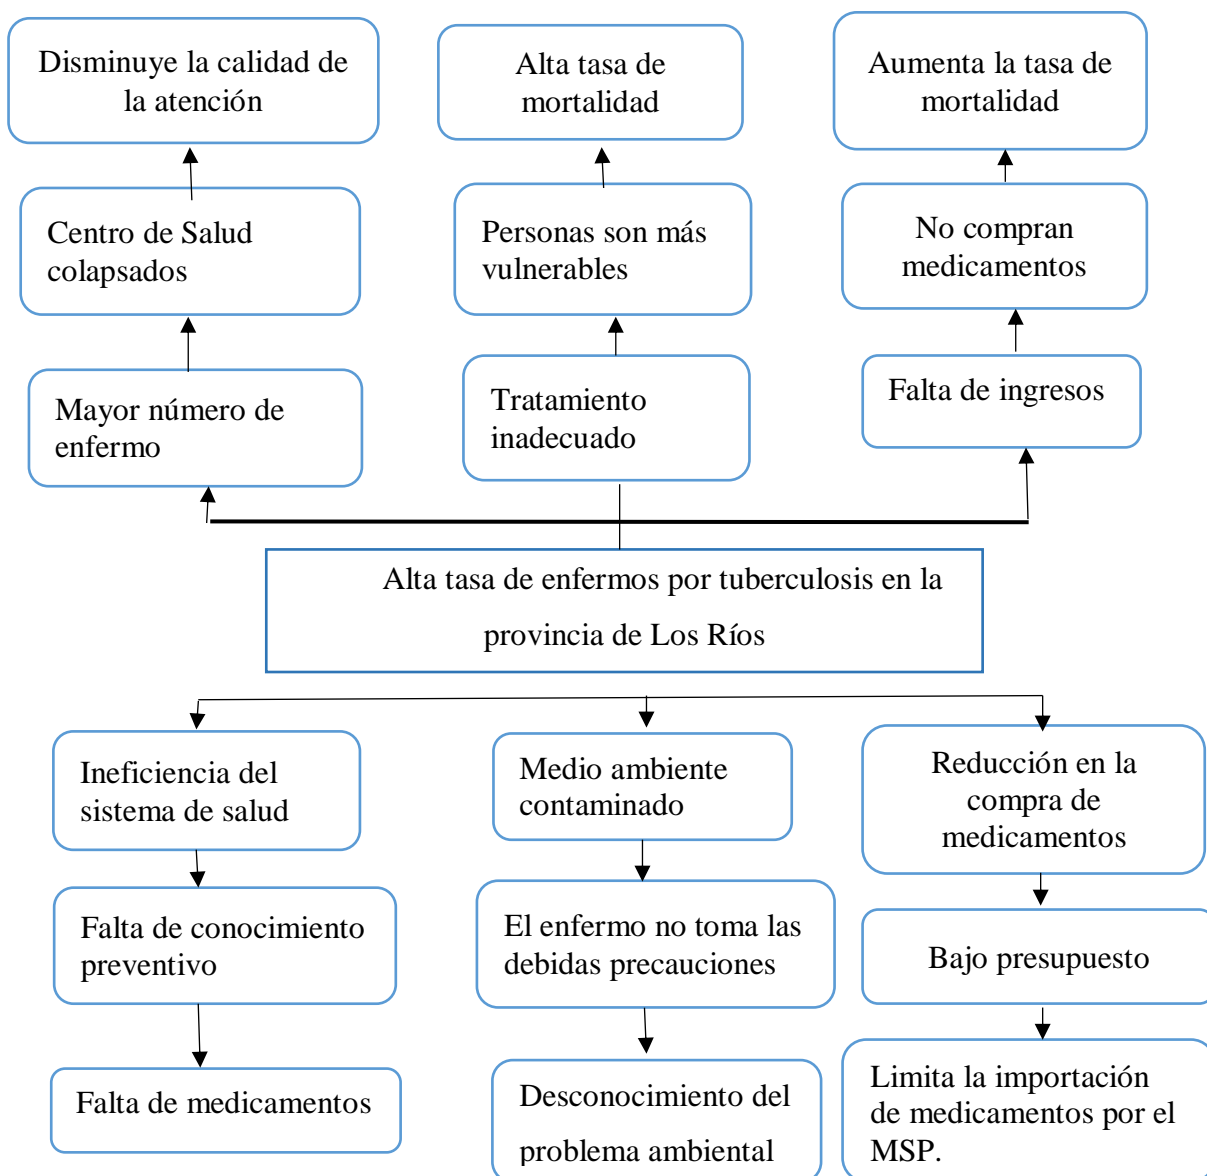 Disminuye la calidad de
la atención
Alta tasa de
mortalidad
Aumenta la tasa de
mortalidad
Centro de Salud
colapsados
Personas son más
vulnerables
No compran
medicamentos
Mayor número de
enfermo
Tratamiento
inadecuado
Falta de ingresos
Alta tasa de enfermos por tuberculosis en la
provincia de Los Ríos
Ineficiencia del
sistema de salud
Medio ambiente
contaminado
Reducción en la
compra de
medicamentos
Falta de conocimiento
preventivo
El enfermo no toma las
debidas precauciones
Bajo presupuesto
Falta de medicamentos
Desconocimiento del
problema ambiental
Limita la importación
de medicamentos por el
MSP.